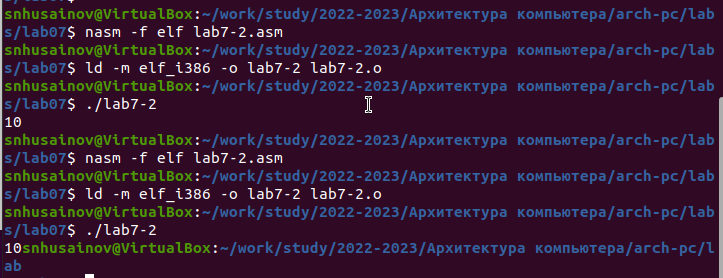 snhusainov@VirtualBox:~/work/study/2022-2023/Архитектура компьютера/arch-pc/lab
s/lab07$ nasm -f elf lab7-2.asm
snhusainov@VirtualBox:~/work/study/2022-2023/Архитектура компьютера/arch-pc/lab
s/lab07$ ld -m elf_i386 -o lab7-2 lab7-2.o
snhusainov@VirtualBox:~/work/study/2022-2023/Архитектура компьютера/arch-pc/lab
s/lab07$ ./lab7-2
10
snhusainov@VirtualBox:~/work/study/2022-2023/Архитектура компьютера/arch-pc/lab
s/lab07$ nasm -f elf lab7-2.asm
snhusainov@VirtualBox:~/work/study/2022-2023/Архитектура компьютера/arch-pc/lab
s/lab07$ ld -m elf_i386 -o lab7-2 lab7-2.o
snhusainov@VirtualBox:~/work/study/2022-2023/Архитектура компьютера/arch-pc/lab
s/lab07$ ./lab7-2
10snhusainov@VirtualBox:~/work/study/2022-2023/Архитектура компьютера/arch-pc/l
ab